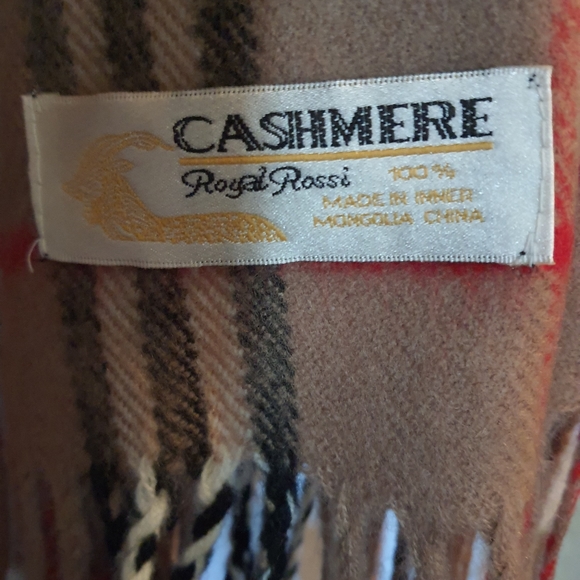 CASHMERE
Royal Rossi 100%
MADE IN INNER
MONGOLIA CHINA